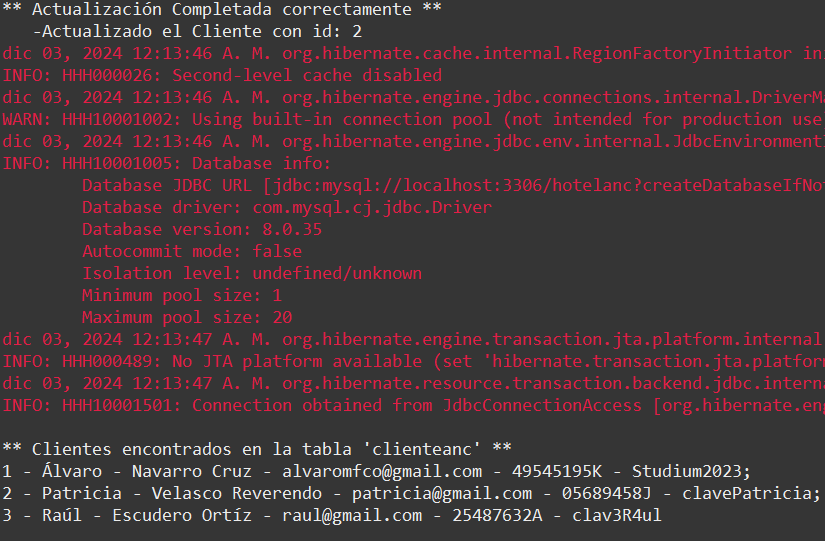 ** Actualización Completada correctamente **
-Actualizado el Cliente con id: 2
dic 03, 2024 12:13:46 A. M. org.hibernate.cache.internal.RegionFactoryInitiator in
INFO: HHH000026: Second-level cache disabled
dic 03, 2024 12:13:46 A. M. org.hibernate.engine.jdbc.connections.internal.DriverMa
WARN: HHH10001002: Using built-in connection pool (not intended for production use
dic 03, 2024 12:13:46 A. M. org.hibernate.engine.jdbc.env.internal.JdbcEnvironmentI
INFO: HHH10001005: Database info:
Database JDBC URL [jdbc:mysql://localhost:3306/hotelanc?createDatabaseIfNot
Database driver: com.mysql.cj.jdbc.Driver
Database version: 8.0.35
Autocommit mode: false
Isolation level: undefined/unknown
Minimum pool size: 1
Maximum pool size: 20
dic 03, 2024 12:13:47 A. M. org.hibernate.engine.transaction.jta.platform.internal
INFO: HHH000489: No JTA platform available (set 'hibernate.transaction.jta.platform
dic 03, 2024 12:13:47 A. M. org.hibernate.resource.transaction.backend.jdbc.interna
INFO: HHH10001501: Connection obtained from JdbcConnectionAccess [org.hibernate.eng
** Clientes encontrados en la tabla 'clienteanc' **
1 - Álvaro - Navarro Cruz - alvaromfco@gmail.com - 49545195K - Studium2023;
2 - Patricia - Velasco Reverendo - patricia@gmail.com - 05689458J - clavePatricia;
3 - Raúl - Escudero Ortíz - raul@gmail.com - 25487632A - clav3R4ul